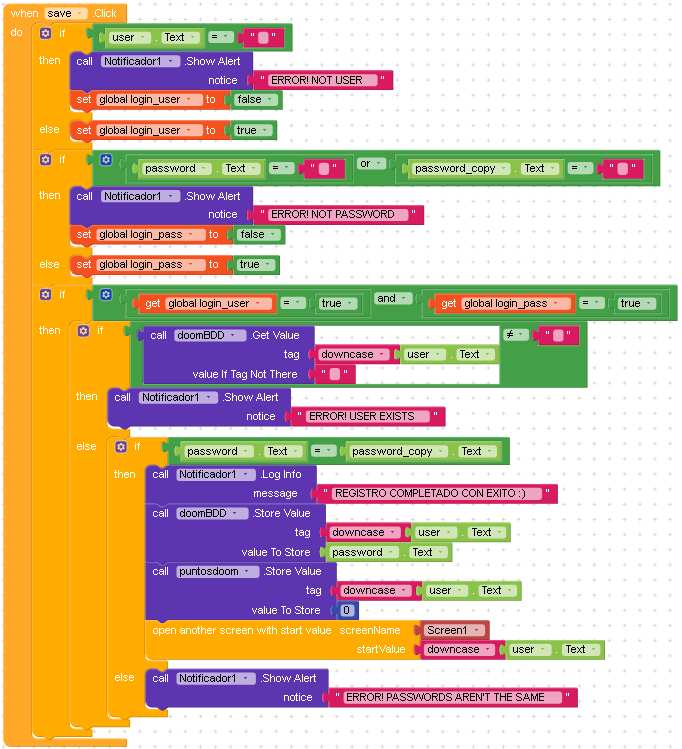 when save .Click
do if user . Text = " "
then call Notificador1 .Show Alert
notice " ERROR! NOT USER "
set global login_user to false
else set global login_user to true
if password . Text = " " or password_copy . Text = " "
then call Notificador1 .Show Alert
notice " ERROR! NOT PASSWORD "
set global login_pass to false
else set global login_pass to true
if get global login_user = true and get global login_pass = true
then if call doomBDD .Get Value ≠ " "
tag downcase user . Text
value If Tag Not There " "
then call Notificador1 .Show Alert
notice " ERROR! USER EXISTS "
else if password . Text = password_copy . Text
then call Notificador1 .Log Info
message " REGISTRO COMPLETADO CON EXITO :) "
call doomBDD .Store Value
tag downcase user . Text
value To Store password . Text
call puntosdoom .Store Value
tag downcase user . Text
value To Store 0
open another screen with start value screenName Screen1
startValue downcase user . Text
else call Notificador1 .Show Alert
notice " ERROR! PASSWORDS AREN'T THE SAME "